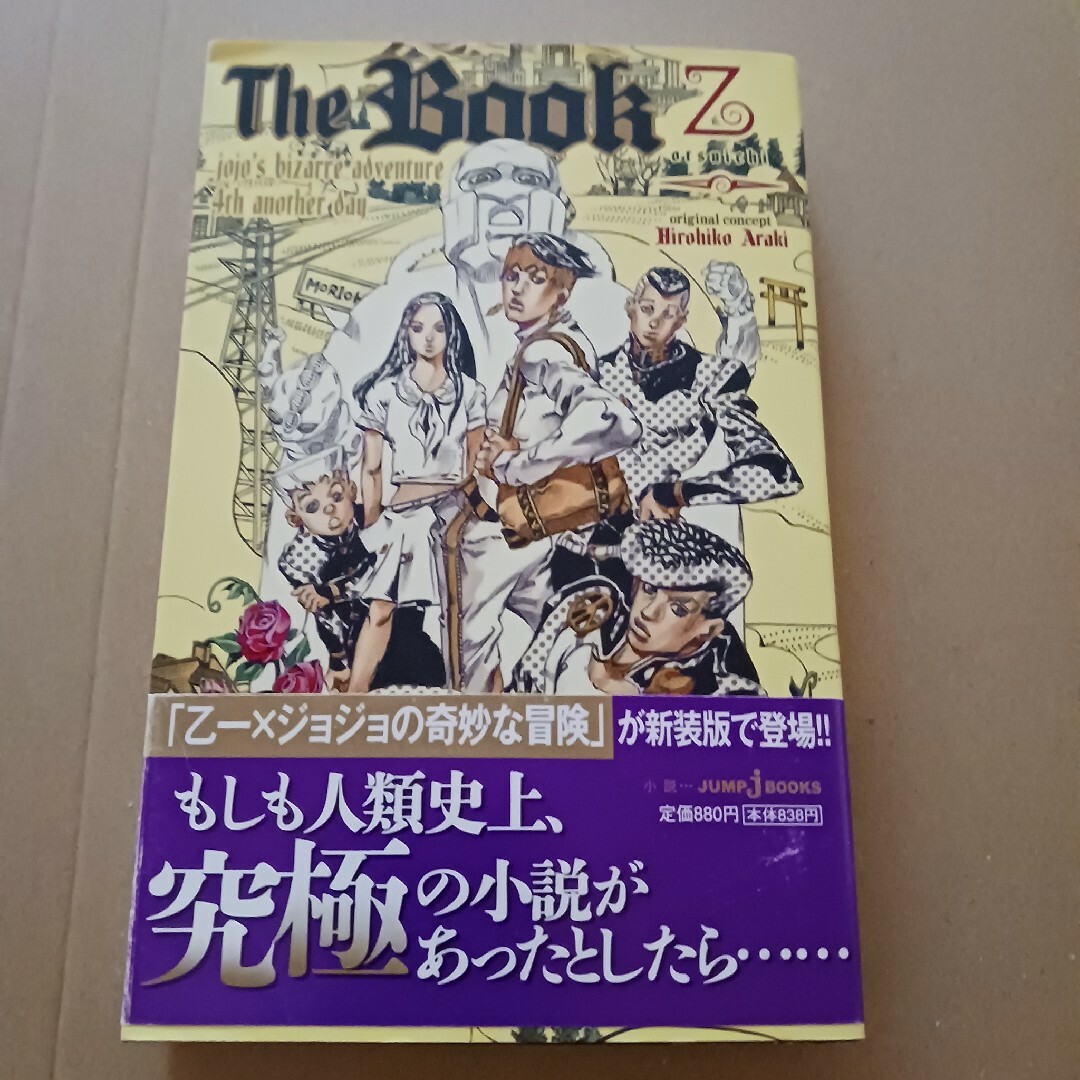 The Book
乙
otsuichi
jojo's bizarre adventure
4th another day
original concept
Hirohiko Araki
MORIOH
「乙一×ジョジョの奇妙な冒険」が新装版で登場!!
小説… JUMP j BOOKS
定価880円 本体838円
もしも人類史上、
究極の小説が
あったとしたら……